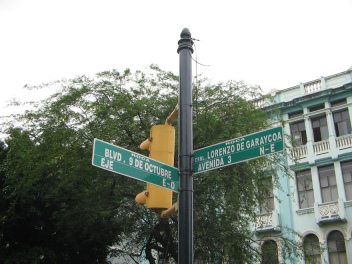 BLVD. 9 DE OCTUBRE
EJE E-O
LORENZO DE GARAYCOA
AVENIDA 3 N-E